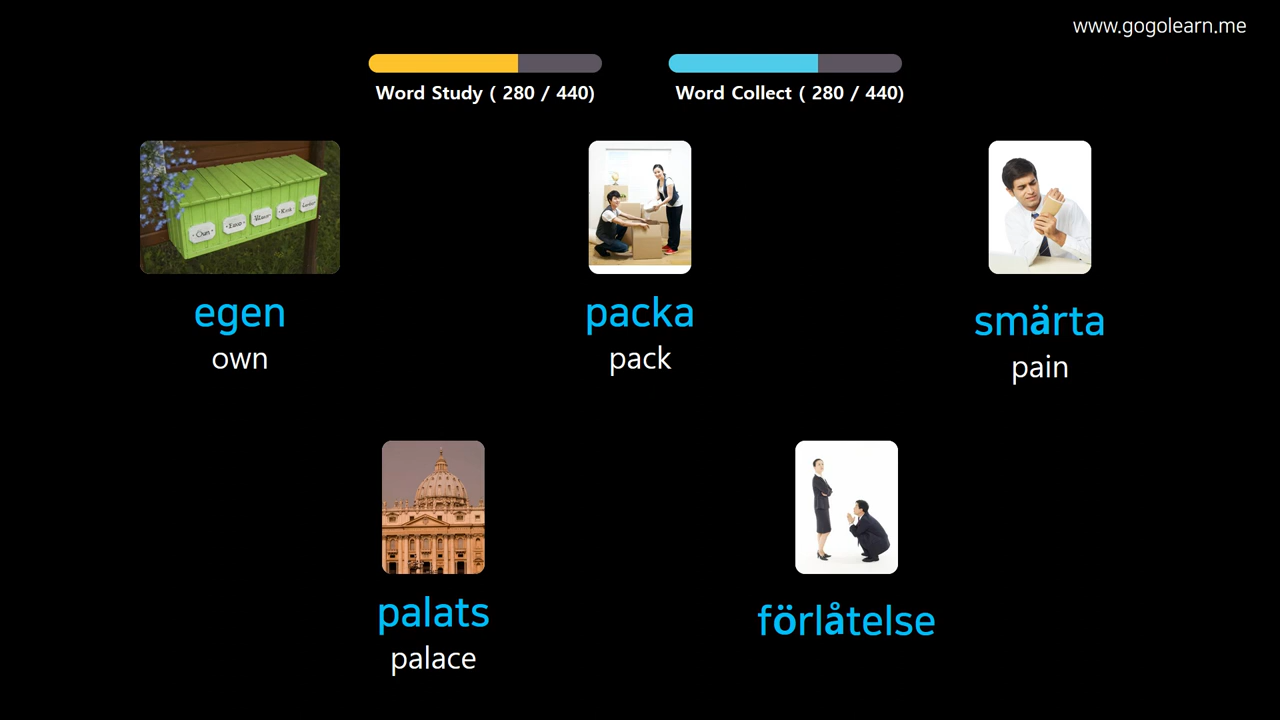 www.gogolearn.me
Word Study ( 280 / 440)
Word Collect ( 280 / 440)
Own
egen
own
packa
pack
smärta
pain
palats
palace
förlåtelse